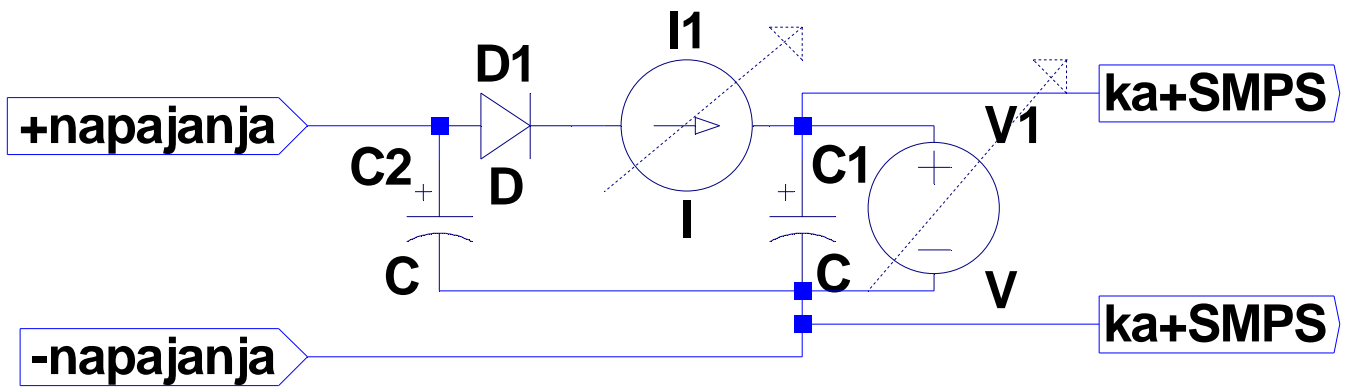 I1
D1
ka+SMPS
+napajanja
V1
C2
+
C1
+
+
D
I
C
C
−
V
ka+SMPS
-napajanja